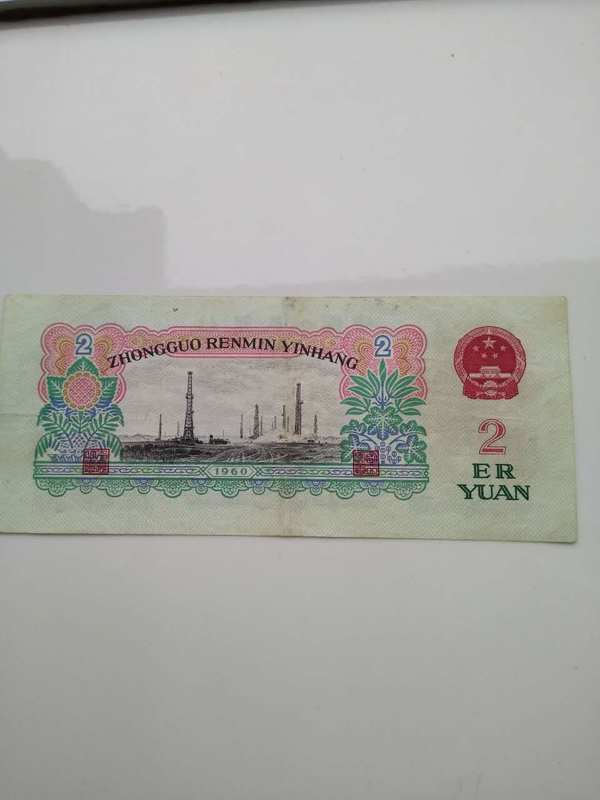 2
2
ZHONGGUO RENMIN YINHANG
1960
2
ER
YUAN